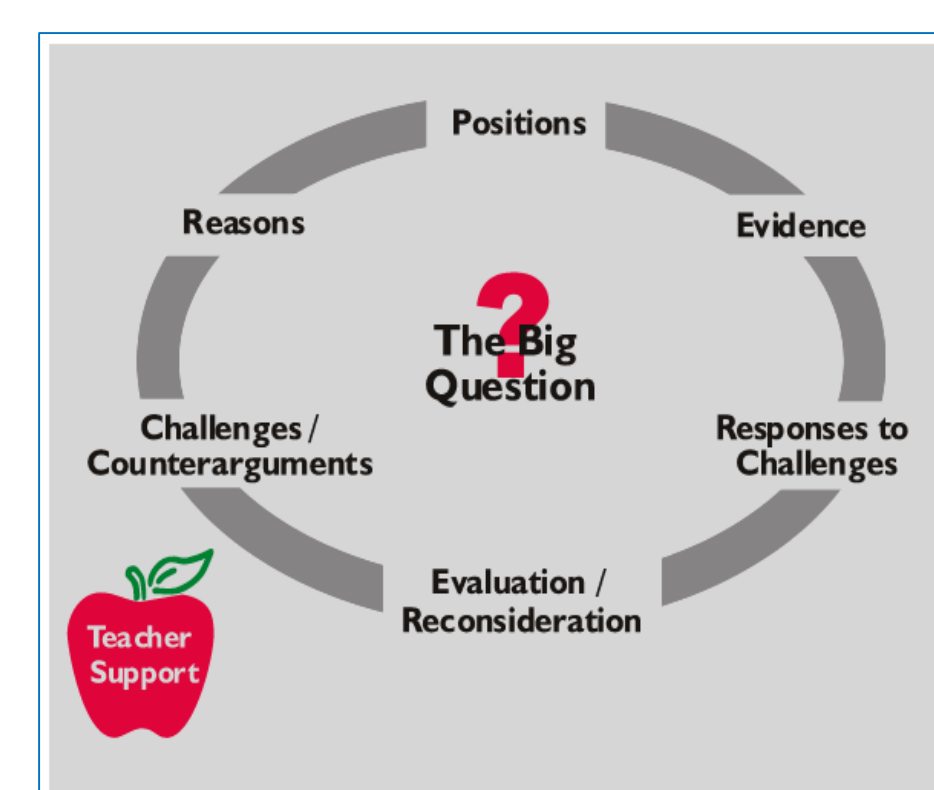 Positions
Reasons
Evidence
?
The Big
Question
Challenges /
Counterarguments
Responses to
Challenges
Evaluation /
Reconsideration
Teacher
Support